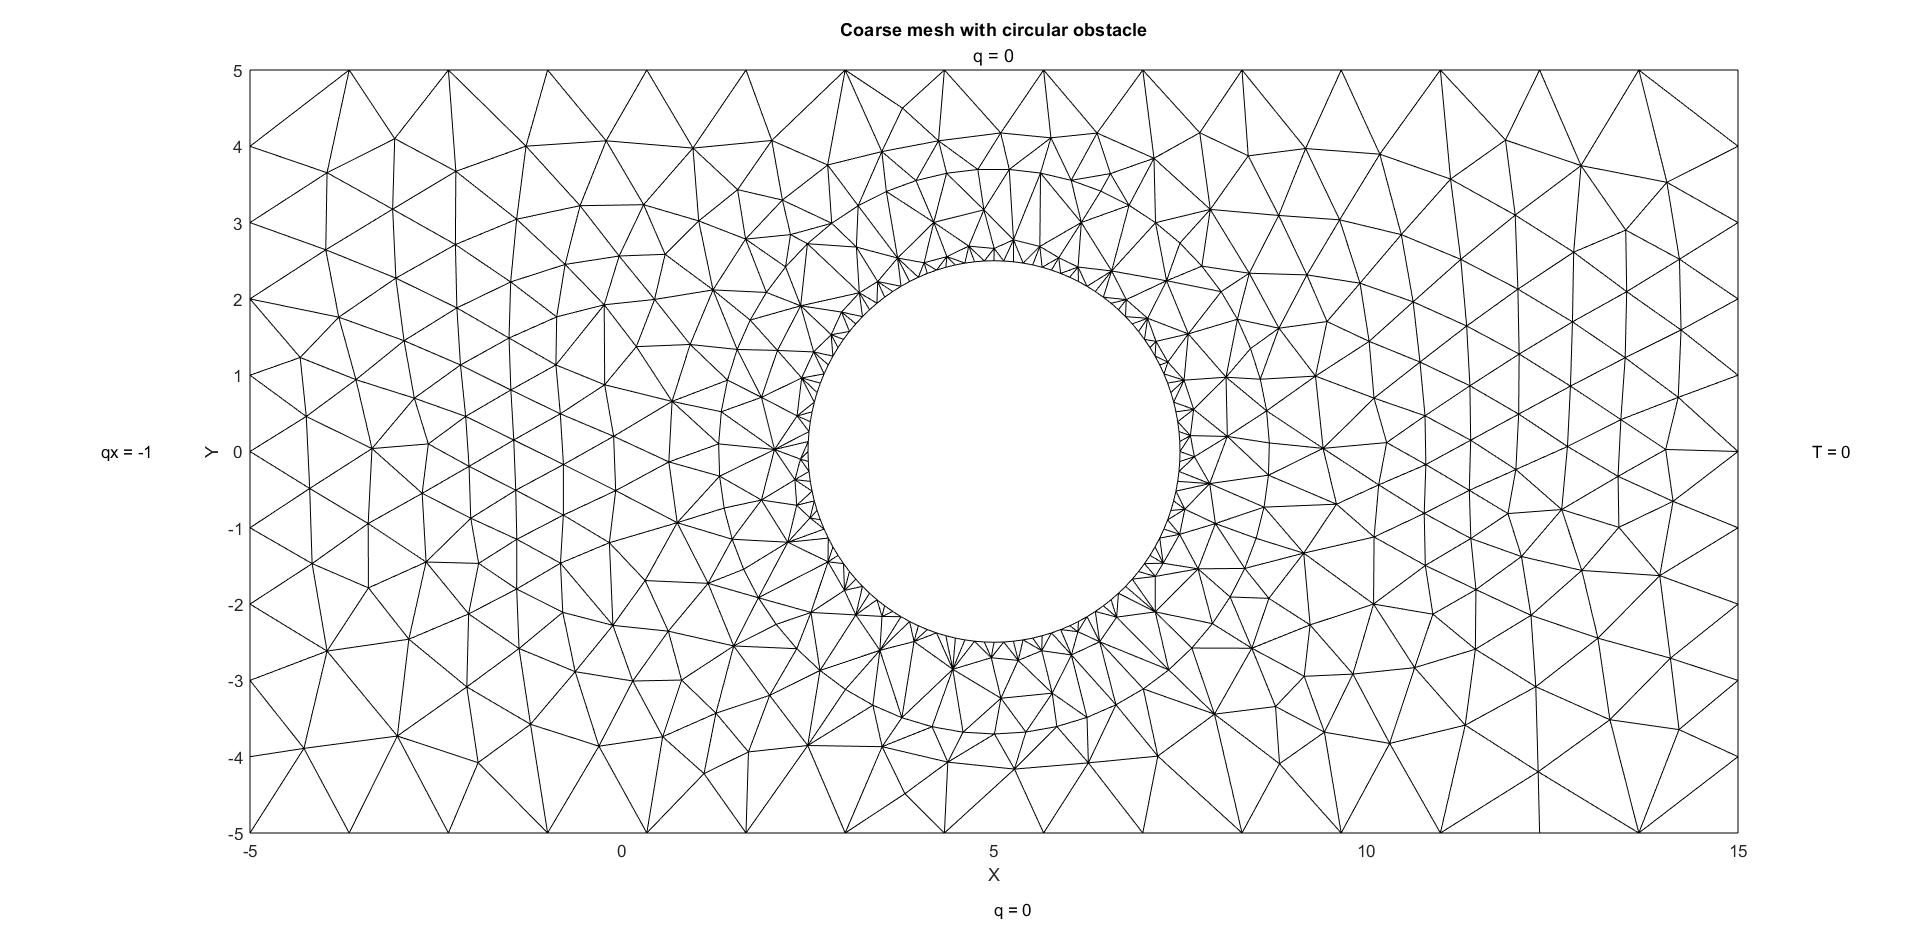 Coarse mesh with circular obstacle
q = 0
5
4
3
2
1
0
-1
-2
-3
-4
-5
Y
qx = -1
T = 0
-5
0
5
10
15
X
q = 0